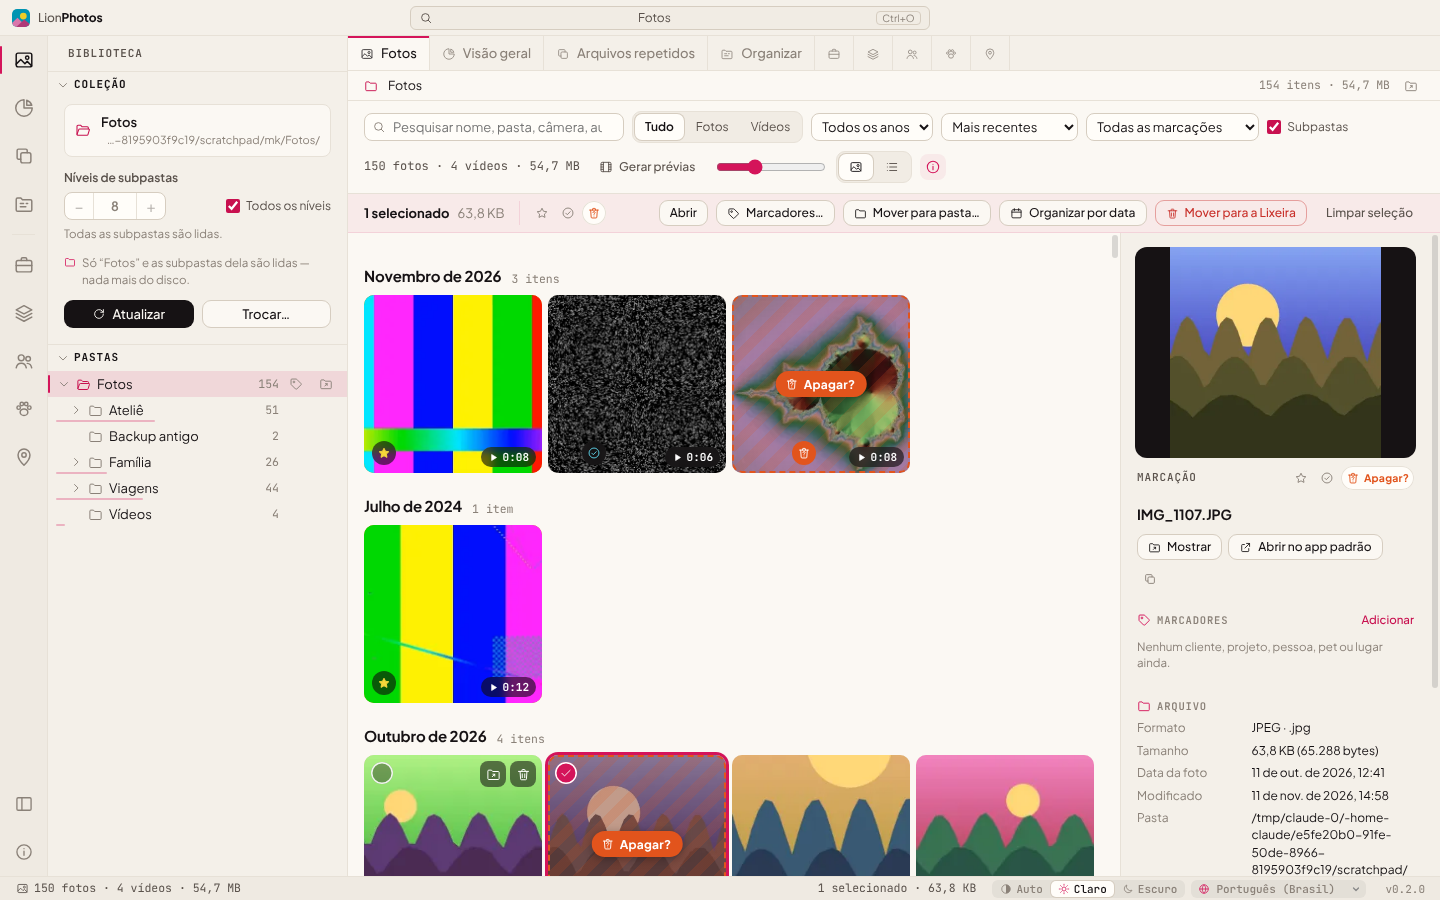 LionPhotos
Fotos
Ctrl+O
BIBLIOTECA
COLEÇÃO
Fotos
…-8195903f9c19/scratchpad/mk/Fotos/
Níveis de subpastas
− 8 +
Todos os níveis
Todas as subpastas são lidas.
Só “Fotos” e as subpastas dela são lidas —
nada mais do disco.
Atualizar
Trocar…
PASTAS
Fotos 154
Ateliê 51
Backup antigo 2
Família 26
Viagens 44
Vídeos 4
Fotos
Visão geral
Arquivos repetidos
Organizar
Fotos
154 itens · 54,7 MB
Pesquisar nome, pasta, câmera, au
Tudo
Fotos
Vídeos
Todos os anos
Mais recentes
Todas as marcações
Subpastas
150 fotos · 4 vídeos · 54,7 MB
Gerar prévias
1 selecionado 63,8 KB
Abrir
Marcadores…
Mover para pasta…
Organizar por data
Mover para a Lixeira
Limpar seleção
Novembro de 2026 3 itens
0:08
0:06
Apagar?
0:08
Julho de 2024 1 item
0:12
Outubro de 2026 4 itens
Apagar?
MARCAÇÃO
Apagar?
IMG_1107.JPG
Mostrar
Abrir no app padrão
MARCADORES
Adicionar
Nenhum cliente, projeto, pessoa, pet ou lugar
ainda.
ARQUIVO
Formato JPEG · .jpg
Tamanho 63,8 KB (65.288 bytes)
Data da foto 11 de out. de 2026, 12:41
Modificado 11 de nov. de 2026, 14:58
Pasta /tmp/claude-0/-home-
claude/e5fe20b0-91fe-
50de-8966-
8195903f9c19/scratchpad/
150 fotos · 4 vídeos · 54,7 MB
1 selecionado · 63,8 KB
Auto
Claro
Escuro
Português (Brasil)
v0.2.0